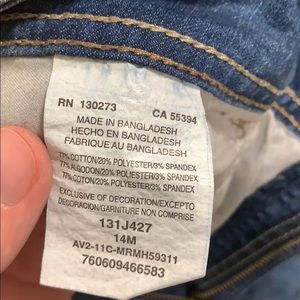 RN 130273 CA 55394
MADE IN BANGLADESH
HECHO EN BANGLADESH
FABRIQUE AU BANGLADESH
77% COTTON/20% POLYESTER/3% SPANDEX
77% ALGODON/20% POLYESTER/3% SPANDEX
77% COTON/20% POLYESTER/3% SPANDEX
EXCLUSIVE OF DECORATION/EXCEPTO
DECORACION/GARNITURE NON COMPRISE
131J427
14M
AV2-11C-MRMH59311
760609466583